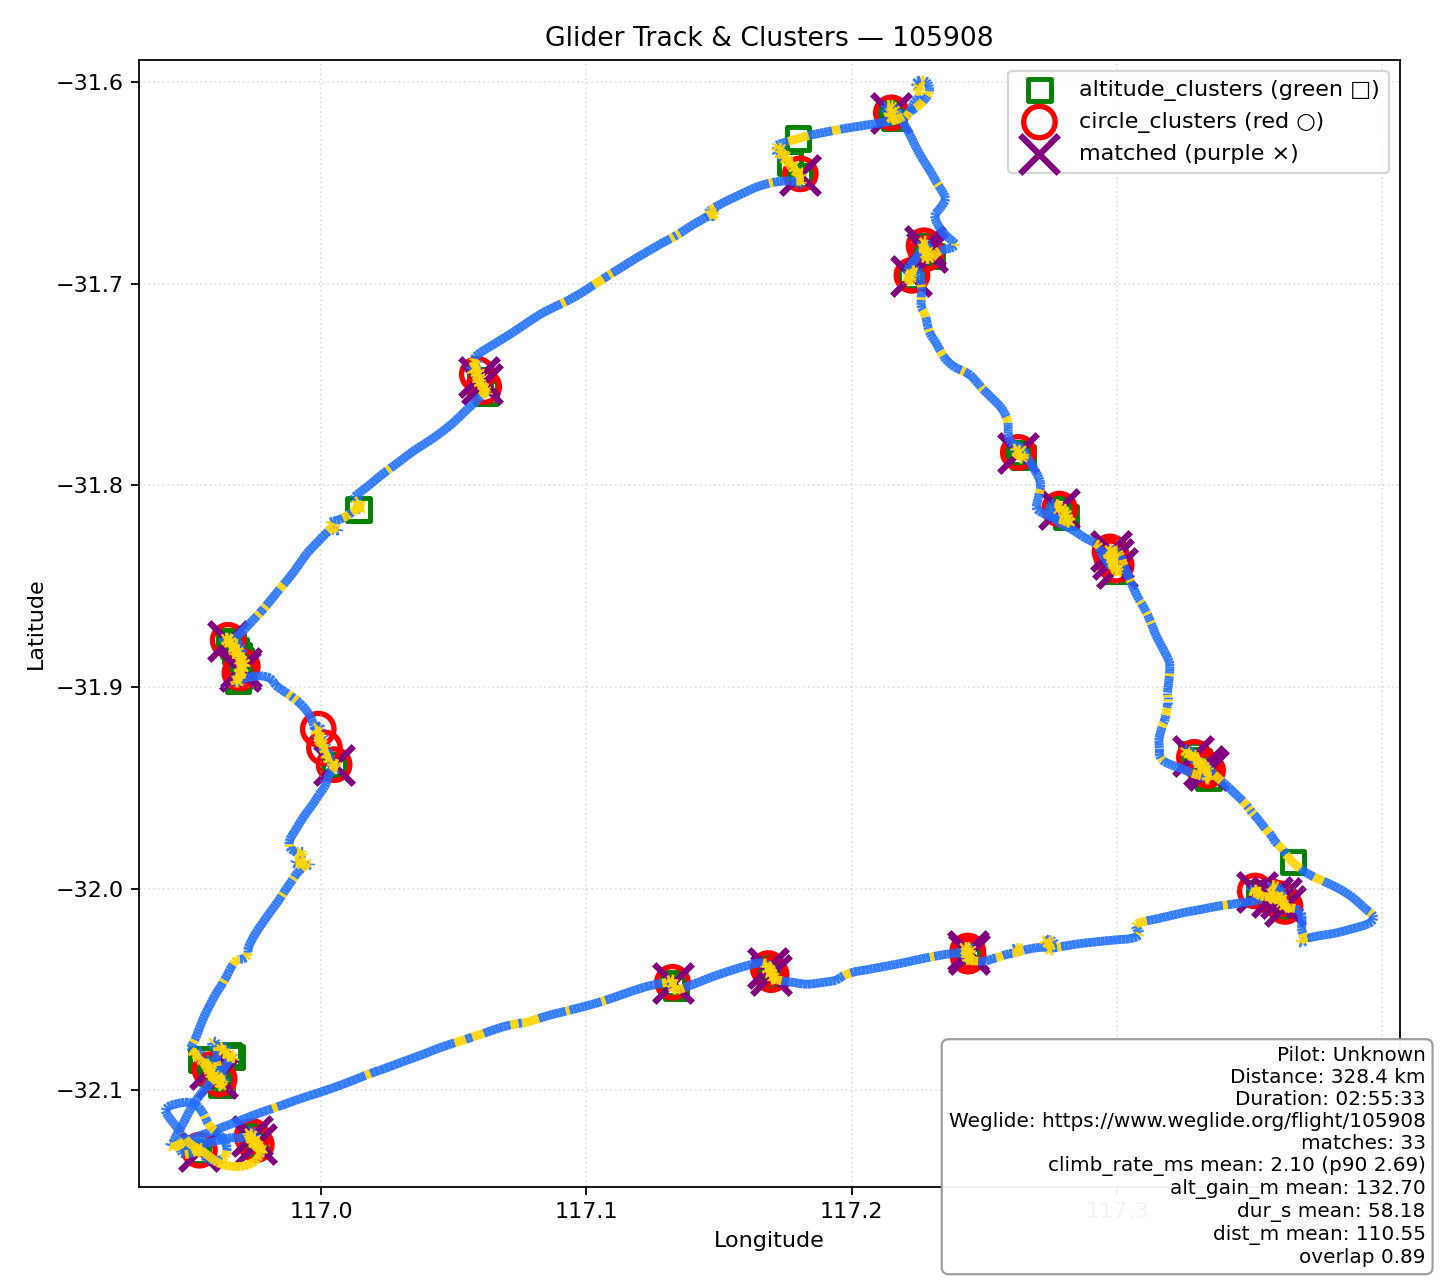 Glider Track & Clusters — 105908
altitude_clusters (green □)
circle_clusters (red ○)
matched (purple ×)
−31.6
−31.7
−31.8
−31.9
−32.0
−32.1
Latitude
117.0
117.1
117.2
117.3
Longitude
Pilot: Unknown
Distance: 328.4 km
Duration: 02:55:33
Weglide: https://www.weglide.org/flight/105908
matches: 33
climb_rate_ms mean: 2.10 (p90 2.69)
alt_gain_m mean: 132.70
dur_s mean: 58.18
dist_m mean: 110.55
overlap 0.89